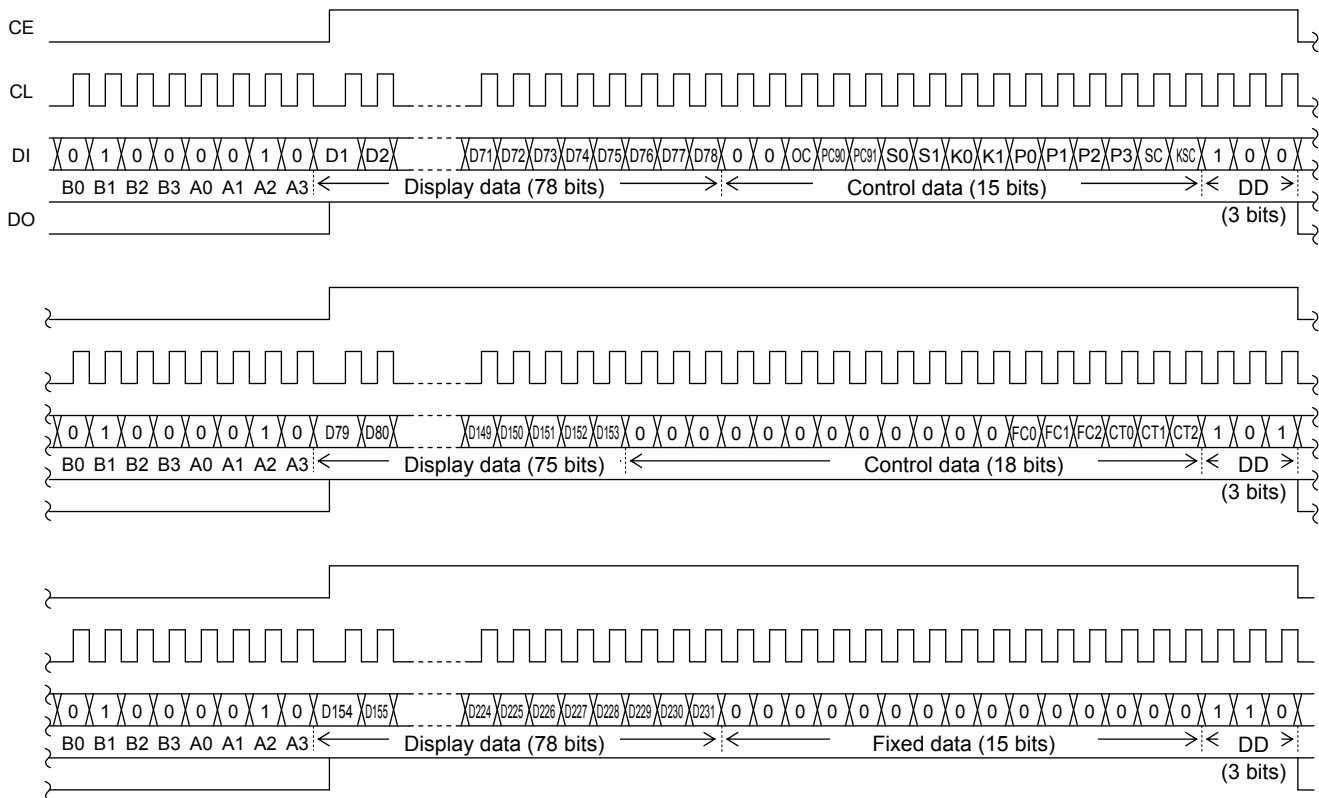 CE
CL
DI 0 1 0 0 0 0 1 0 D1 D2 D71 D72 D73 D74 D75 D76 D77 D78 0 0 OC PC90 PC91 S0 S1 K0 K1 P0 P1 P2 P3 SC KSC 1 0 0
B0 B1 B2 B3 A0 A1 A2 A3 Display data (78 bits) Control data (15 bits) DD
DO (3 bits)
0 1 0 0 0 0 1 0 D79 D80 D149 D150 D151 D152 D153 0 0 0 0 0 0 0 0 0 0 0 0 FC0 FC1 FC2 CT0 CT1 CT2 1 0 1
B0 B1 B2 B3 A0 A1 A2 A3 Display data (75 bits) Control data (18 bits) DD
(3 bits)
0 1 0 0 0 0 1 0 D154 D155 D224 D225 D226 D227 D228 D229 D230 D231 0 0 0 0 0 0 0 0 0 0 0 0 0 0 0 1 1 0
B0 B1 B2 B3 A0 A1 A2 A3 Display data (78 bits) Fixed data (15 bits) DD
(3 bits)